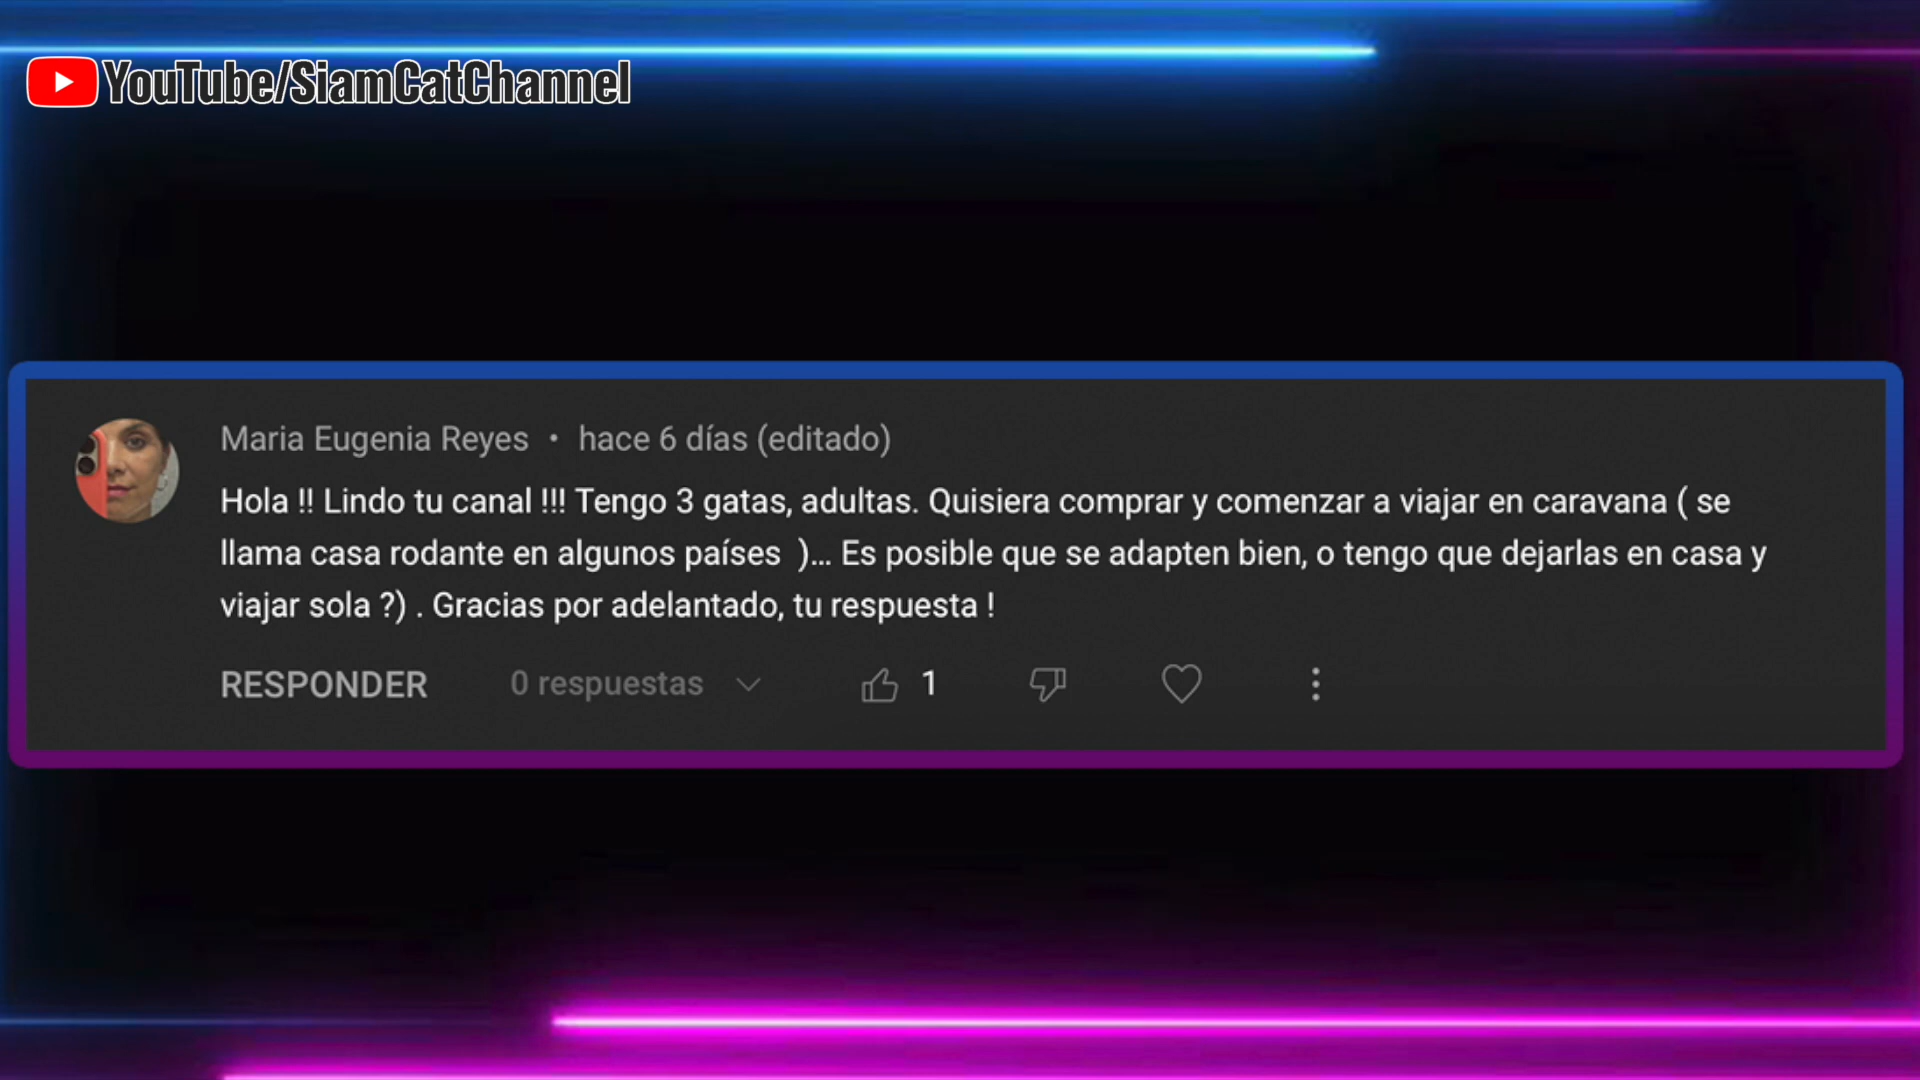 YouTube/SiamCatChannel
Maria Eugenia Reyes • hace 6 días (editado)
Hola !! Lindo tu canal !!! Tengo 3 gatas, adultas. Quisiera comprar y comenzar a viajar en caravana ( se
llama casa rodante en algunos países  )... Es posible que se adapten bien, o tengo que dejarlas en casa y
viajar sola ?) . Gracias por adelantado, tu respuesta !
RESPONDER 0 respuestas 1